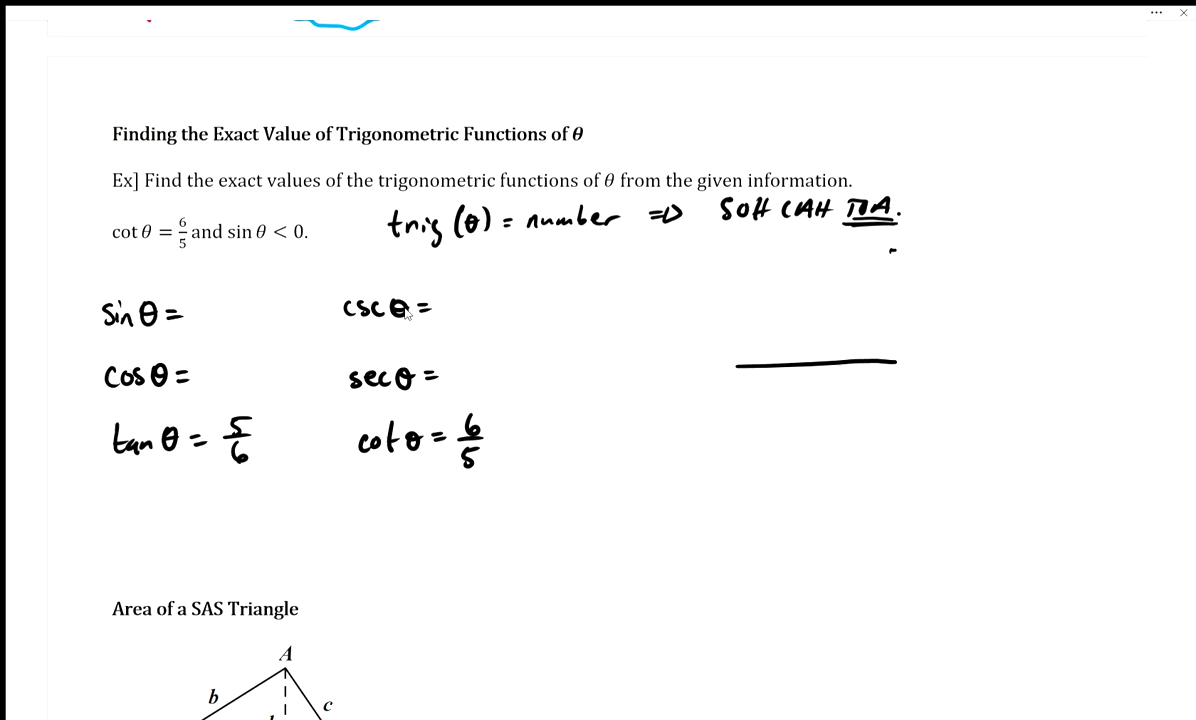 Finding the Exact Value of Trigonometric Functions of θ
Ex] Find the exact values of the trigonometric functions of θ from the given information.
cot θ = 6/5 and sin θ < 0.
trig (θ) = number ⇒ SOH CAH TOA.
sin θ =
csc θ =
cos θ =
sec θ =
tan θ = 5/6
cot θ = 6/5
Area of a SAS Triangle
A
b
c